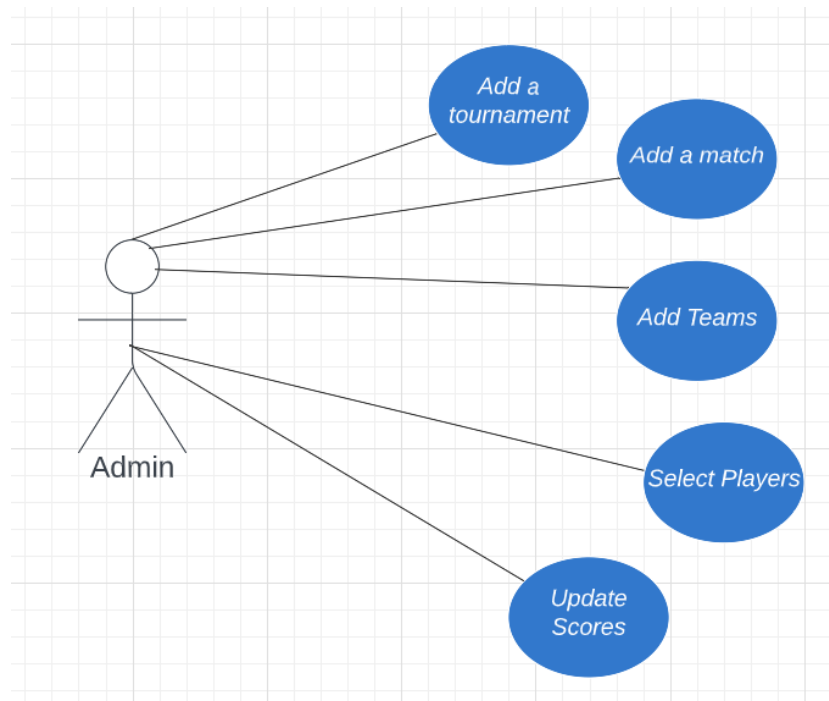 Add a
tournament
Add a match
Add Teams
Admin
Select Players
Update
Scores